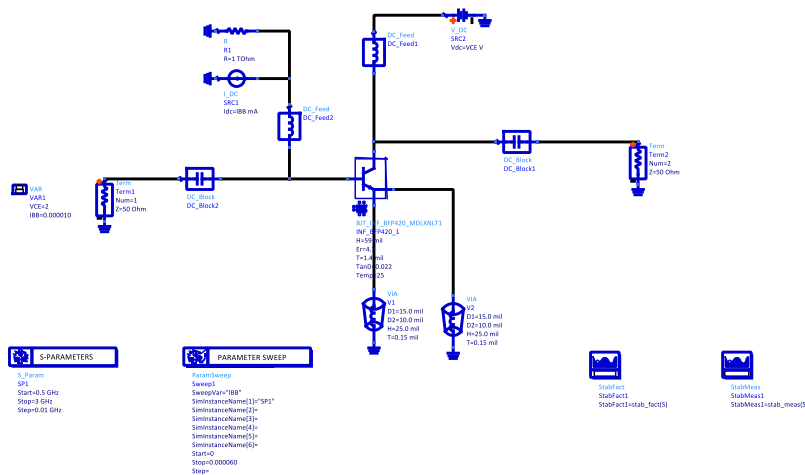 V_DC
SRC2
Vdc=VCE V
R
R1
R=1 TOhm
DC_Feed
DC_Feed1
I_DC
SRC1
Idc=IBB mA
DC_Feed
DC_Feed2
Term
Term2
Num=2
Z=50 Ohm
DC_Block
DC_Block1
VAR
VAR1
VCE=2
IBB=0.000010
Term
Term1
Num=1
Z=50 Ohm
DC_Block
DC_Block2
BJT_INF_BFP420_MDLXNLT1
INF_BFP420_1
H=59 mil
Er=4.
T=1.4 mil
TanD=0.022
Temp=25
VIA
V1
D1=15.0 mil
D2=10.0 mil
H=25.0 mil
T=0.15 mil
VIA
V2
D1=15.0 mil
D2=10.0 mil
H=25.0 mil
T=0.15 mil
S-PARAMETERS
S_Param
SP1
Start=0.5 GHz
Stop=3 GHz
Step=0.01 GHz
PARAMETER SWEEP
ParamSweep
Sweep1
SweepVar="IBB"
SimInstanceName[1]="SP1"
SimInstanceName[2]=
SimInstanceName[3]=
SimInstanceName[4]=
SimInstanceName[5]=
SimInstanceName[6]=
Start=0
Stop=0.000060
Step=
StabFact
StabFact1
StabFact1=stab_fact(S)
StabMeas
StabMeas1
StabMeas1=stab_meas(S